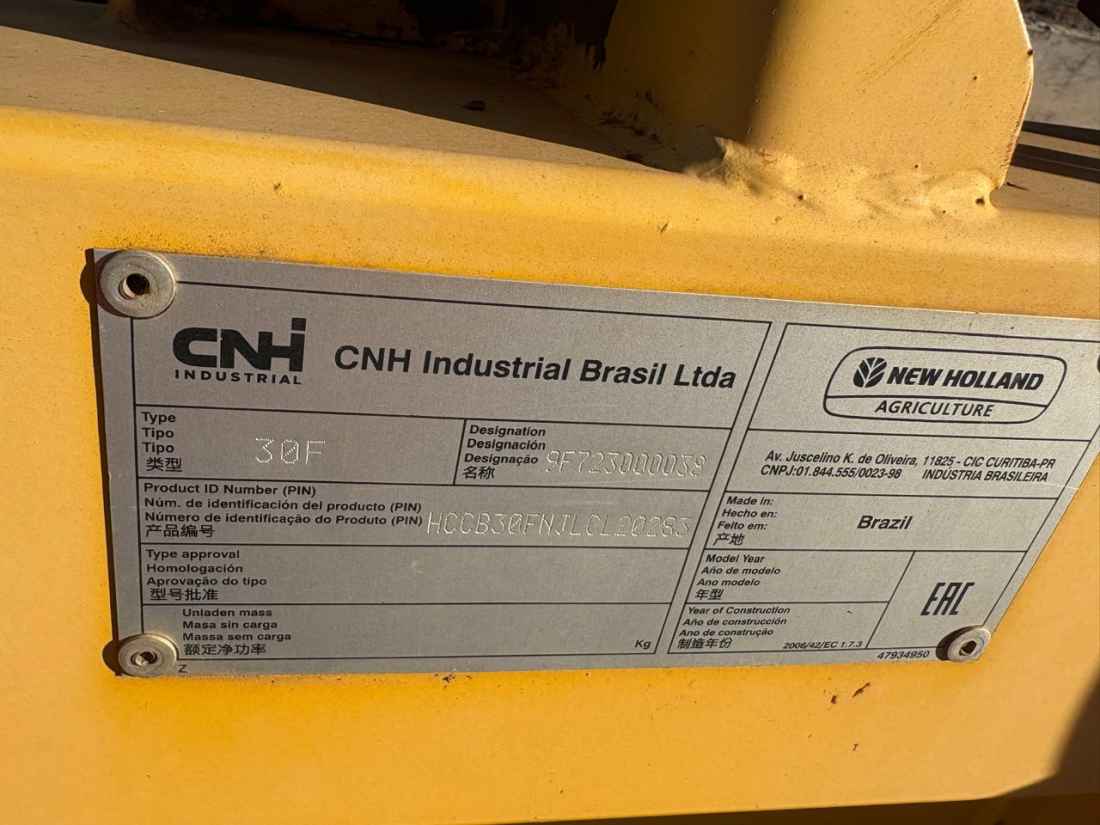 CNH
INDUSTRIAL
CNH Industrial Brasil Ltda
NEW HOLLAND
AGRICULTURE
Type
Tipo
Tipo
类型
30F
Designation
Designación
Designação
名称
9F723000038
Av. Juscelino K. de Oliveira, 11825 - CIC CURITIBA-PR
CNPJ:01.844.555/0023-98 INDÚSTRIA BRASILEIRA
Product ID Number (PIN)
Núm. de identificación del producto (PIN)
Número de identificação do Produto (PIN)
产品编号
Made in:
Hecho en:
Feito em:
产地
Brazil
Type approval
Homologación
Aprovação do tipo
型号批准
Model Year
Año de modelo
Ano modelo
年型
Unladen mass
Masa sin carga
Massa sem carga
额定净功率
Kg
Year of Construction
Año de construcción
Ano de construção
制造年份
2006/42/EC 1.7.3
EAC
47934950
Z